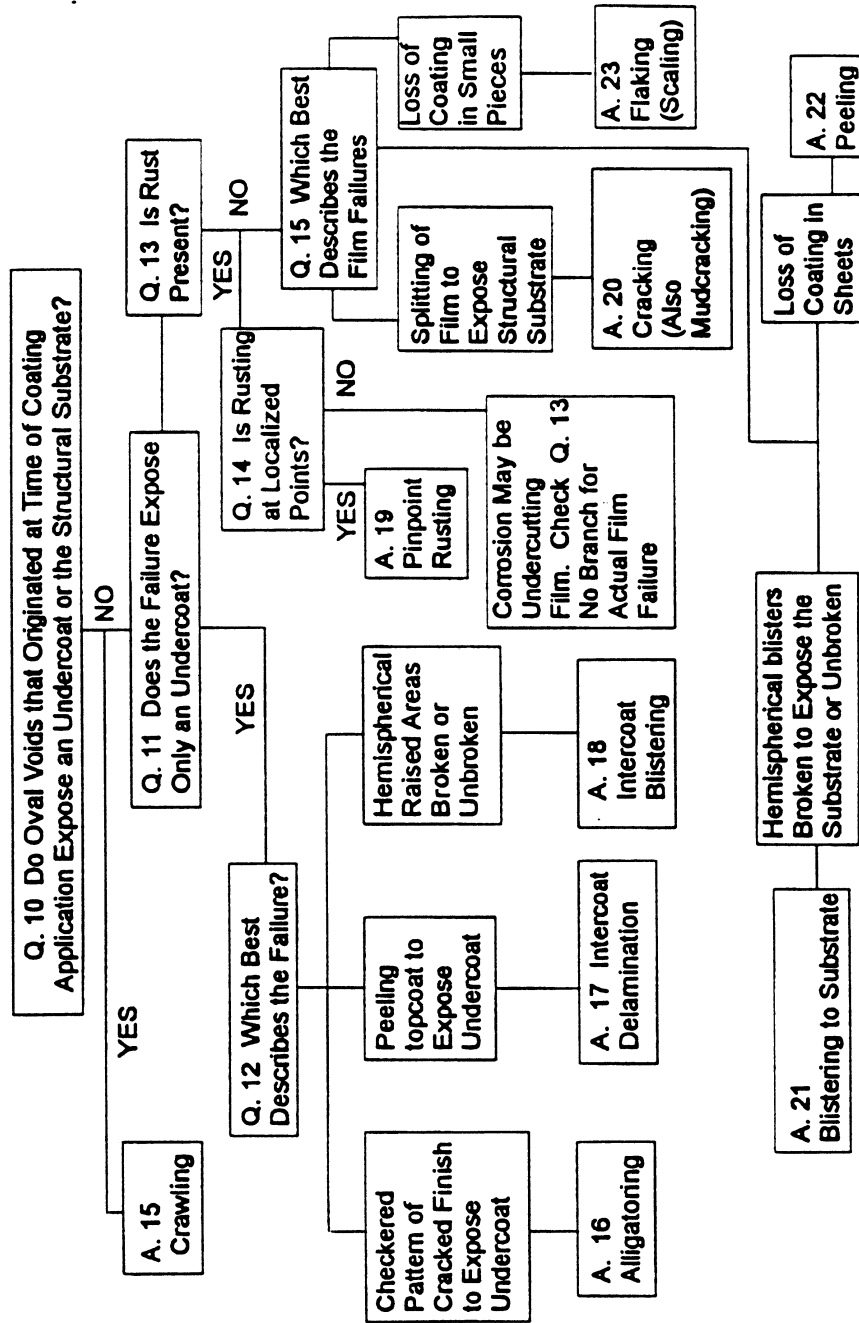 Q. 10 Do Oval Voids that Originated at Time of Coating
Application Expose an Undercoat or the Structural Substrate?
YES
NO
A. 15
Crawling
Q. 11 Does the Failure Expose
Only an Undercoat?
YES
Q. 13 Is Rust
Present?
YES
NO
Q. 12 Which Best
Describes the Failure?
Q. 14 Is Rusting
at Localized
Points?
YES
NO
Q. 15 Which Best
Describes the
Film Failures
Checkered
Pattern of
Cracked Finish
to Expose
Undercoat
A. 16
Alligatoring
Peeling
topcoat to
Expose
Undercoat
A. 17 Intercoat
Delamination
Hemispherical
Raised Areas
Broken or
Unbroken
A. 18
Intercoat
Blistering
A. 19
Pinpoint
Rusting
Corrosion May be
Undercutting
Film. Check Q. 13
No Branch for
Actual Film
Failure
Splitting of
Film to
Expose
Structural
Substrate
A. 20
Cracking
(Also
Mudcracking)
Loss of
Coating
in Small
Pieces
A. 23
Flaking
(Scaling)
A. 21
Blistering to Substrate
Hemispherical blisters
Broken to Expose the
Substrate or Unbroken
Loss of
Coating in
Sheets
A. 22
Peeling